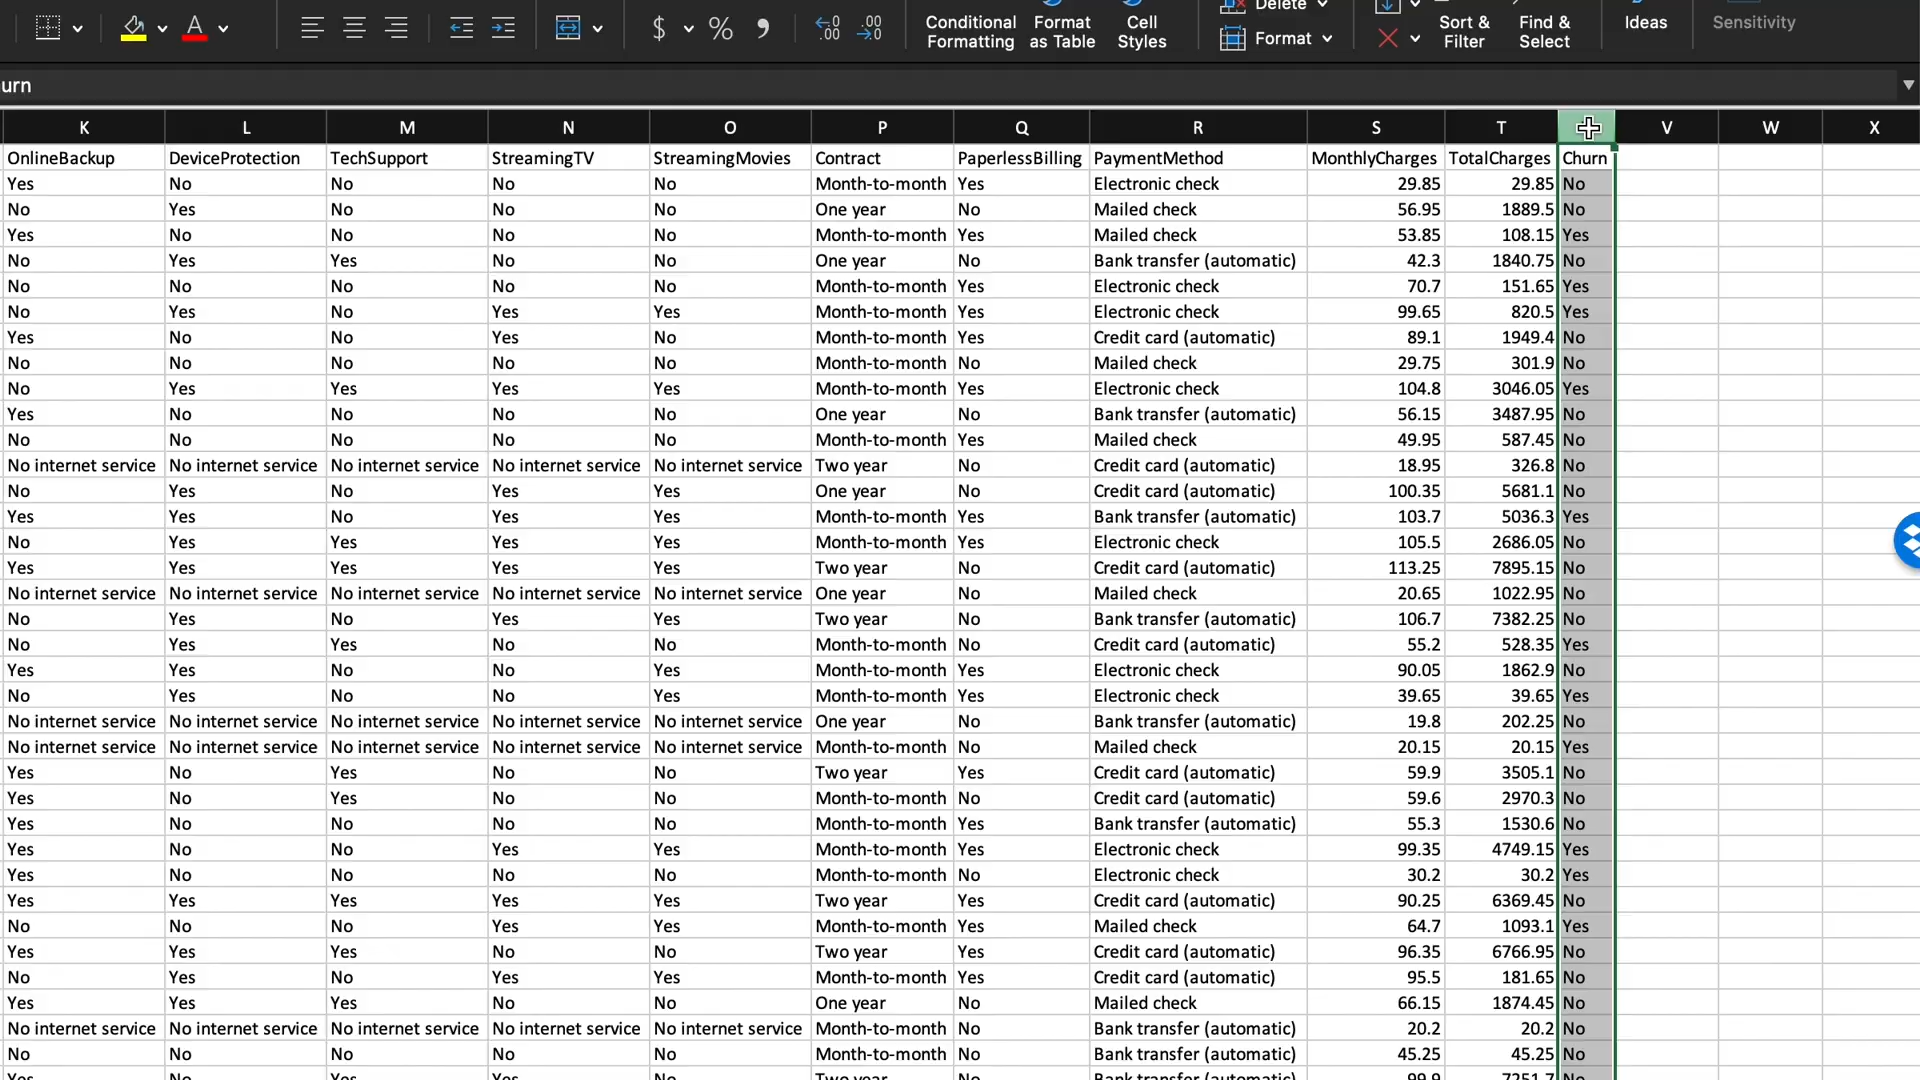 Delete
Conditional Formatting
Format as Table
Cell Styles
Format
Sort & Filter
Find & Select
Ideas
Sensitivity
$ % 9 .0 .00 .00 .0
urn
K L M N O P Q R S T V W X
OnlineBackup DeviceProtection TechSupport StreamingTV StreamingMovies Contract PaperlessBilling PaymentMethod MonthlyCharges TotalCharges Churn
Yes No No No No Month-to-month Yes Electronic check 29.85 29.85 No
No Yes No No No One year No Mailed check 56.95 1889.5 No
Yes No No No No Month-to-month Yes Mailed check 53.85 108.15 Yes
No Yes Yes No No One year No Bank transfer (automatic) 42.3 1840.75 No
No No No No No Month-to-month Yes Electronic check 70.7 151.65 Yes
No Yes No Yes Yes Month-to-month Yes Electronic check 99.65 820.5 Yes
Yes No No Yes No Month-to-month Yes Credit card (automatic) 89.1 1949.4 No
No No No No No Month-to-month No Mailed check 29.75 301.9 No
No Yes Yes Yes Yes Month-to-month Yes Electronic check 104.8 3046.05 Yes
Yes No No No No One year No Bank transfer (automatic) 56.15 3487.95 No
No No No No No Month-to-month Yes Mailed check 49.95 587.45 No
No internet service No internet service No internet service No internet service No internet service Two year No Credit card (automatic) 18.95 326.8 No
No Yes No Yes Yes One year No Credit card (automatic) 100.35 5681.1 No
Yes Yes No Yes Yes Month-to-month Yes Bank transfer (automatic) 103.7 5036.3 Yes
No Yes Yes Yes Yes Month-to-month Yes Electronic check 105.5 2686.05 No
Yes Yes Yes Yes Yes Two year No Credit card (automatic) 113.25 7895.15 No
No internet service No internet service No internet service No internet service No internet service One year No Mailed check 20.65 1022.95 No
No Yes No Yes Yes Two year No Bank transfer (automatic) 106.7 7382.25 No
No Yes Yes No No Month-to-month No Credit card (automatic) 55.2 528.35 Yes
Yes Yes No No Yes Month-to-month Yes Electronic check 90.05 1862.9 No
No Yes No No Yes Month-to-month Yes Electronic check 39.65 39.65 Yes
No internet service No internet service No internet service No internet service No internet service One year No Bank transfer (automatic) 19.8 202.25 No
No internet service No internet service No internet service No internet service No internet service Month-to-month No Mailed check 20.15 20.15 Yes
Yes No Yes No No Two year Yes Credit card (automatic) 59.9 3505.1 No
Yes No Yes No No Month-to-month No Credit card (automatic) 59.6 2970.3 No
Yes No No No No Month-to-month Yes Bank transfer (automatic) 55.3 1530.6 No
Yes No No Yes Yes Month-to-month Yes Electronic check 99.35 4749.15 Yes
Yes No No No No Month-to-month No Electronic check 30.2 30.2 Yes
Yes Yes Yes Yes Yes Two year Yes Credit card (automatic) 90.25 6369.45 No
No No No Yes Yes Month-to-month Yes Mailed check 64.7 1093.1 Yes
Yes Yes Yes No Yes Two year Yes Credit card (automatic) 96.35 6766.95 No
No Yes No Yes Yes Month-to-month Yes Credit card (automatic) 95.5 181.65 No
Yes Yes Yes No No One year No Mailed check 66.15 1874.45 No
No internet service No internet service No internet service No internet service No internet service Month-to-month No Bank transfer (automatic) 20.2 20.2 No
No No No No No Month-to-month No Bank transfer (automatic) 45.25 45.25 No
Yes No Yes Yes No Two year No Bank transfer (automatic) 99.9 7251.7 No